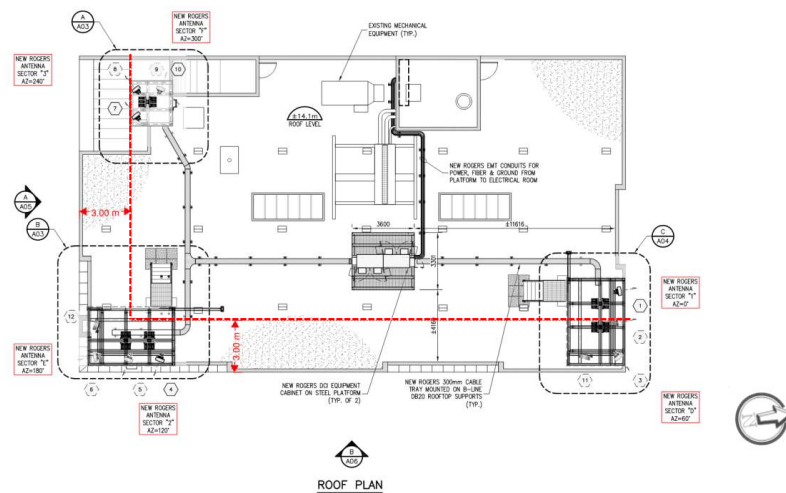 A
A03
NEW ROGERS
ANTENNA
SECTOR "F"
AZ=300°
NEW ROGERS
ANTENNA
SECTOR "3"
AZ=240°
8
9
10
7
EXISTING MECHANICAL
EQUIPMENT (TYP.)
±14.1m
ROOF LEVEL
NEW ROGERS EMT CONDUITS FOR
POWER, FIBER & GROUND FROM
PLATFORM TO ELECTRICAL ROOM
A
A05
3.00 m
B
A03
3600
±11616
C
A04
NEW ROGERS
ANTENNA
SECTOR "1"
AZ=0°
1
2
3
12
3.00 m
±4160
NEW ROGERS
ANTENNA
SECTOR "E"
AZ=180°
6
5
4
11
NEW ROGERS
ANTENNA
SECTOR "2"
AZ=120°
NEW ROGERS DCI EQUIPMENT
CABINET ON STEEL PLATFORM
(TYP. OF 2)
NEW ROGERS 300mm CABLE
TRAY MOUNTED ON B-LINE
DB20 ROOFTOP SUPPORTS
(TYP.)
NEW ROGERS
ANTENNA
SECTOR "D"
AZ=60°
B
A06
ROOF PLAN